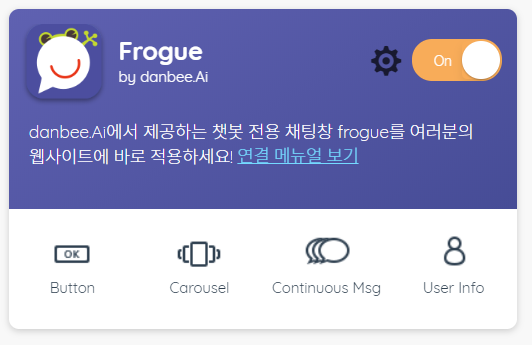 Frogue
by danbee.Ai
On
danbee.Ai에서 제공하는 챗봇 전용 채팅창 frogue를 여러분의
웹사이트에 바로 적용하세요! 연결 메뉴얼 보기
OK
Button
Carousel
Continuous Msg
User Info